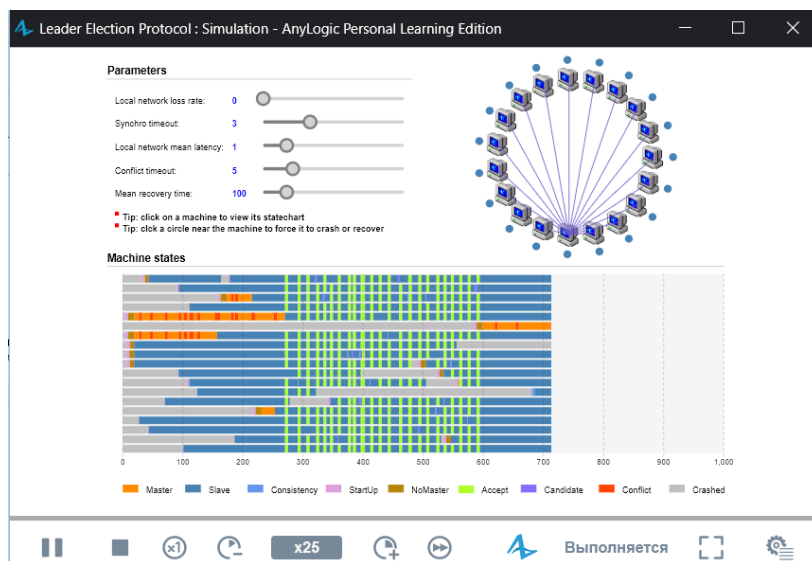 Leader Election Protocol : Simulation - AnyLogic Personal Learning Edition
Parameters
Local network loss rate: 0
Synchro timeout: 3
Local network mean latency: 1
Conflict timeout: 5
Mean recovery time: 100
Tip: click on a machine to view its statechart
Tip: clck a circle near the machine to force it to crash or recover
Machine states
0 100 200 300 400 500 600 700 800 900 1,000
Master Slave Consistency StartUp NoMaster Accept Candidate Conflict Crashed
x1 x25 Выполняется